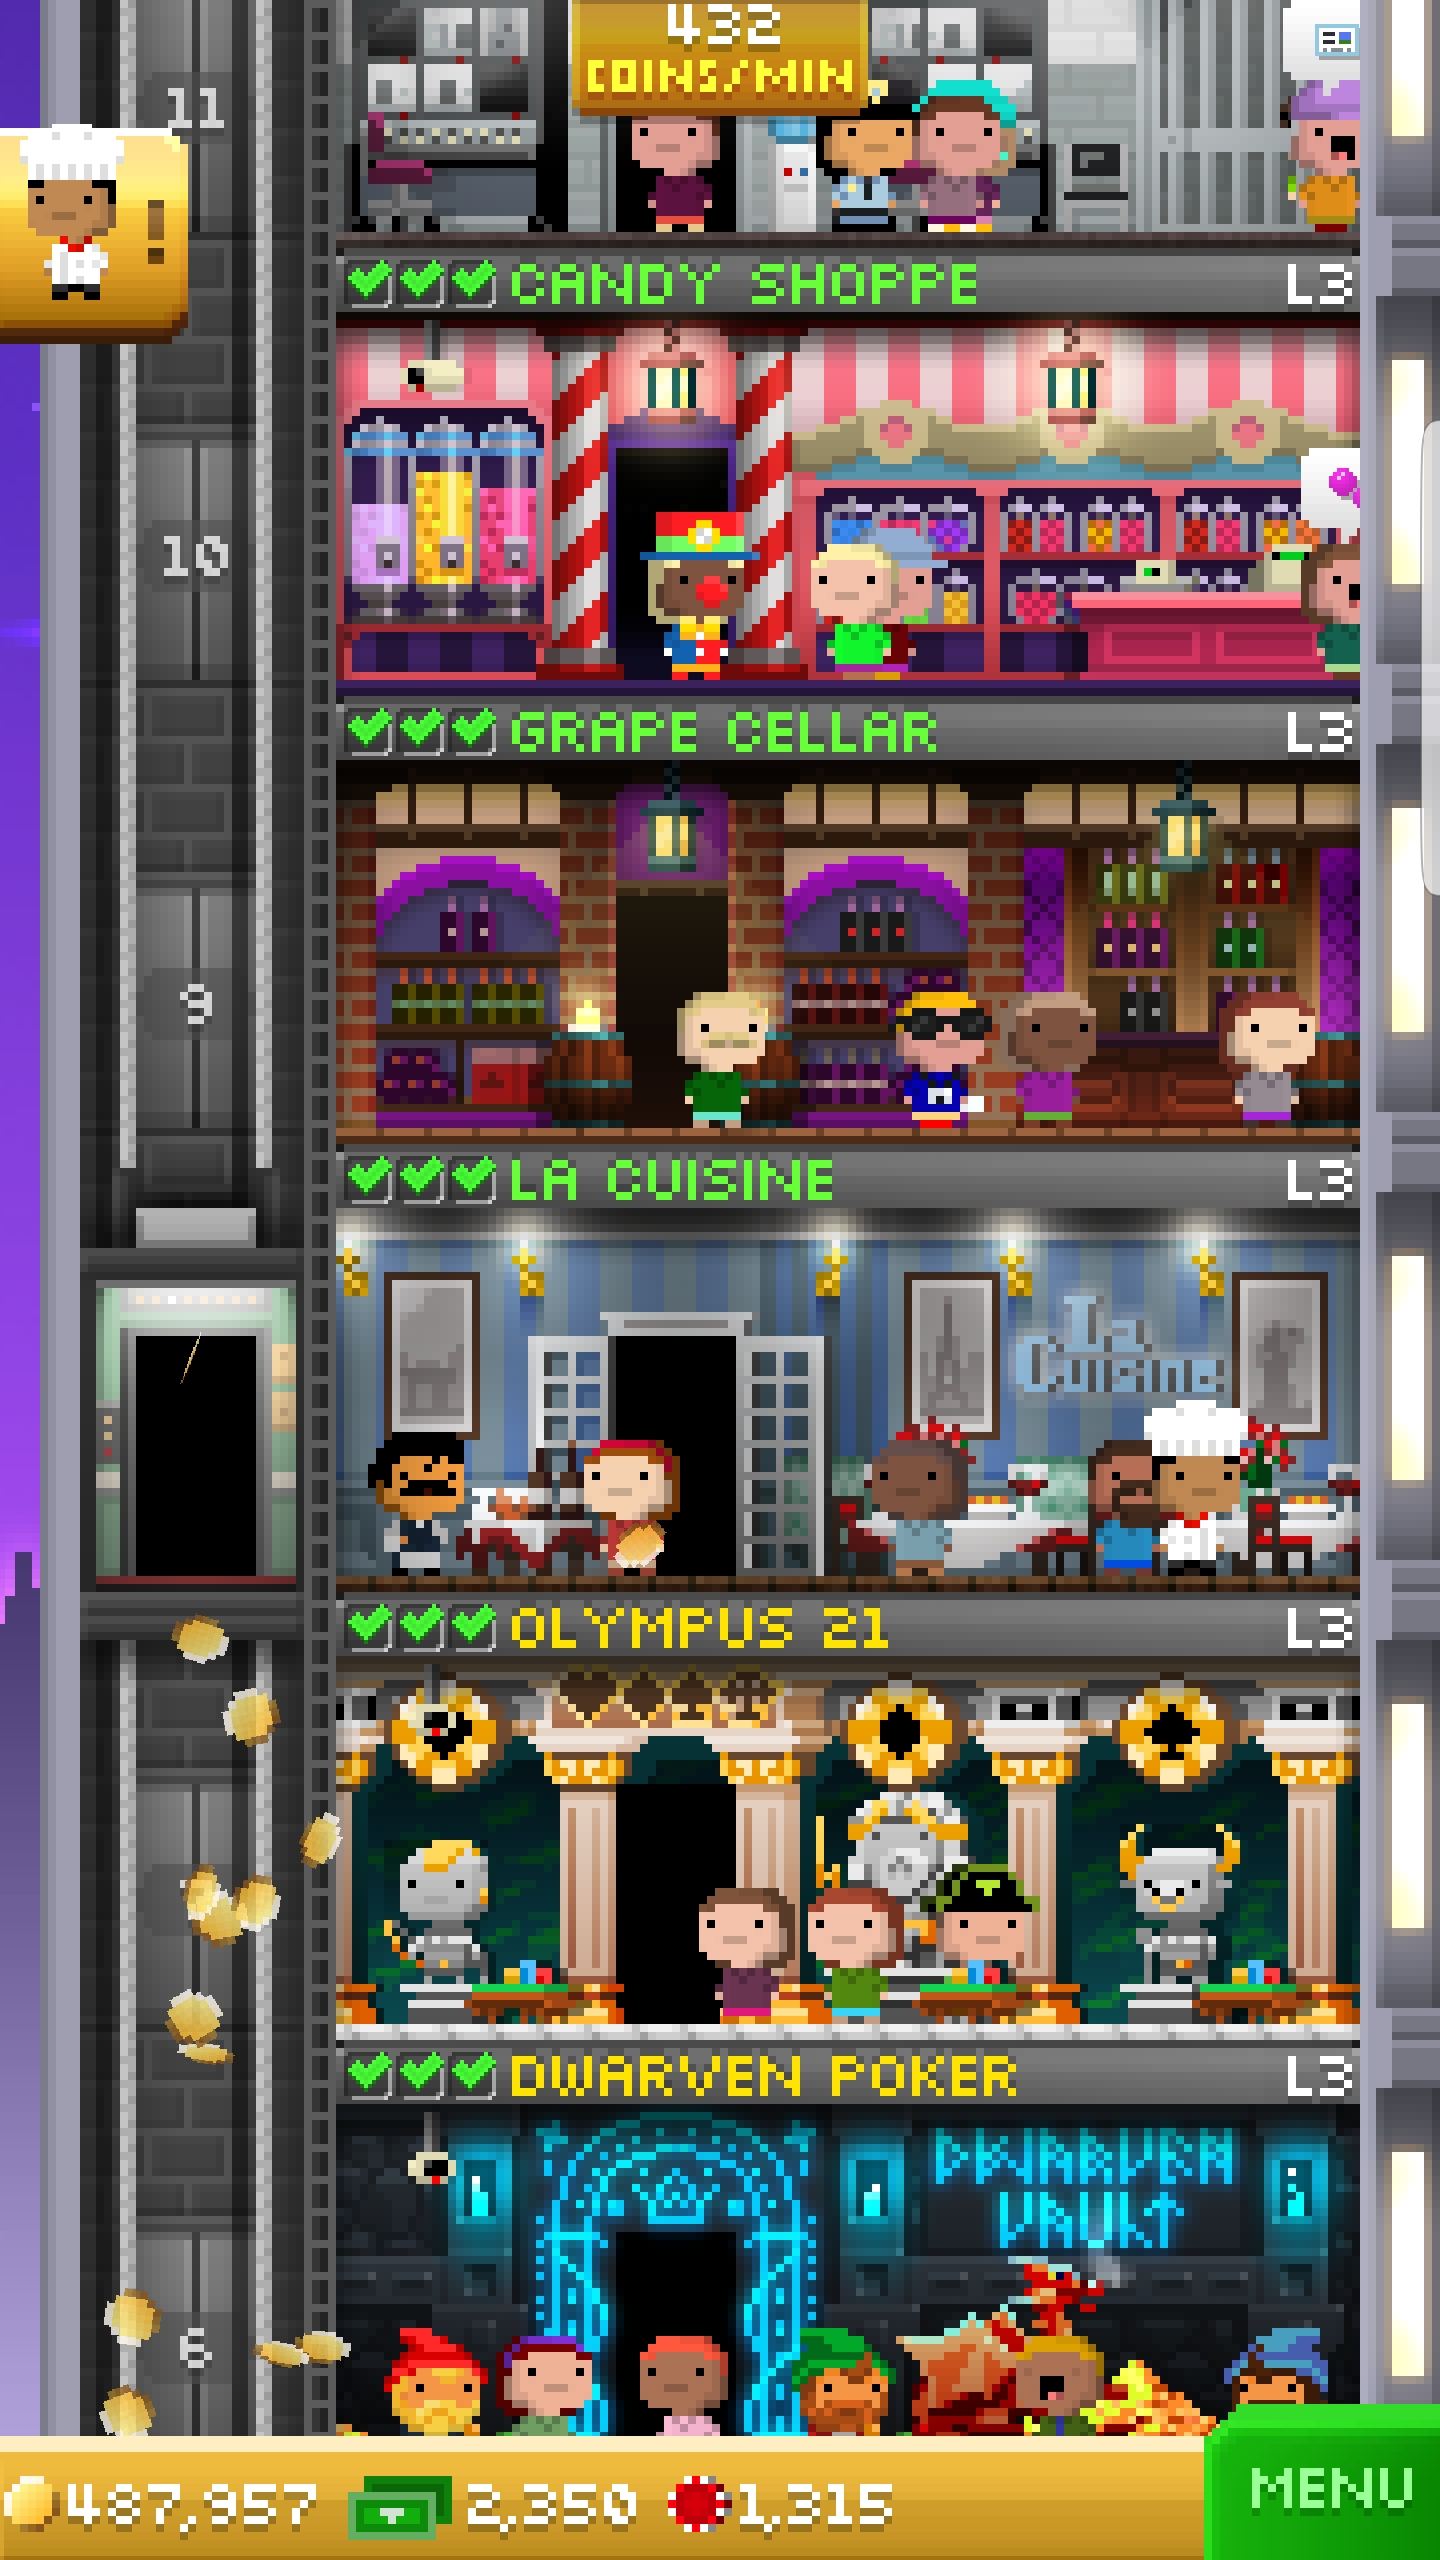 432
COINS/MIN
11
!
CANDY SHOPPE L3
10
GRAPE CELLAR L3
9
LA CUISINE L3
La
Cuisine
OLYMPUS 21 L3
DWARVEN POKER L3
DWARVEN
VAULT
6
487,957 2,350 1,315
MENU